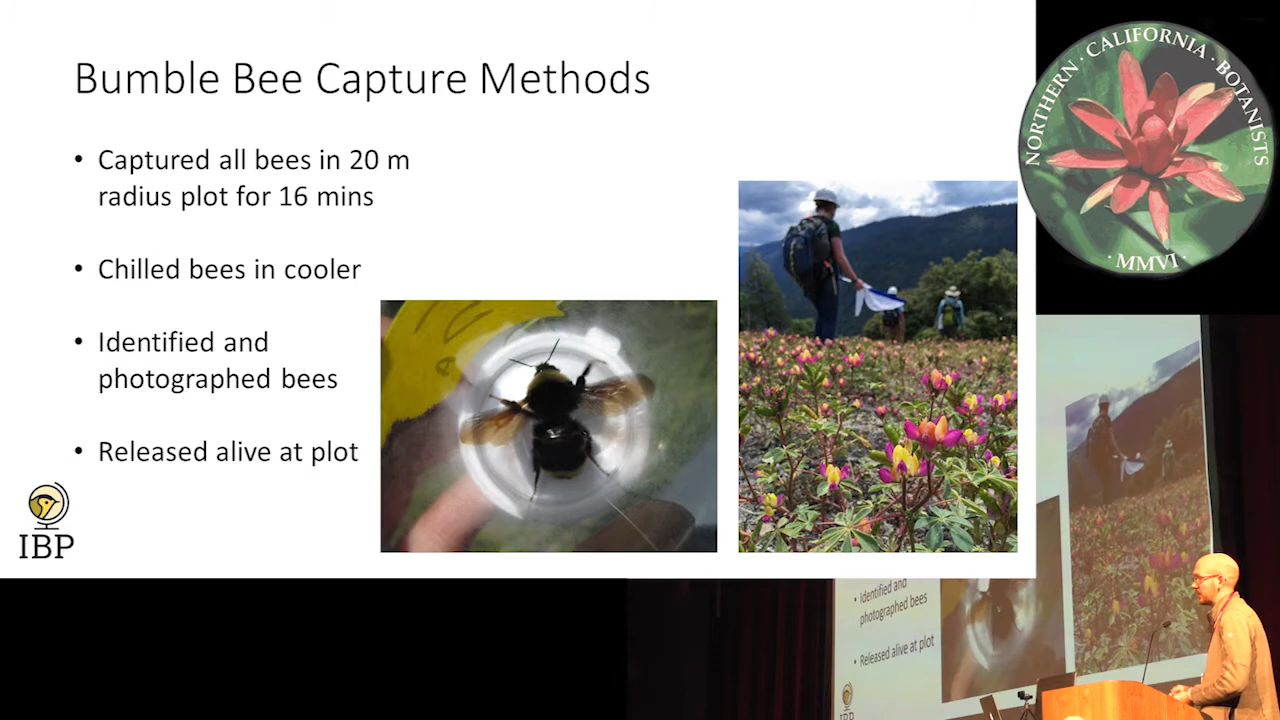 Bumble Bee Capture Methods
• Captured all bees in 20 m
radius plot for 16 mins
• Chilled bees in cooler
• Identified and
photographed bees
• Released alive at plot
IBP
NORTHERN · CALIFORNIA · BOTANISTS
· MMVI ·
• Identified and
photographed bees
• Released alive at plot
IBP